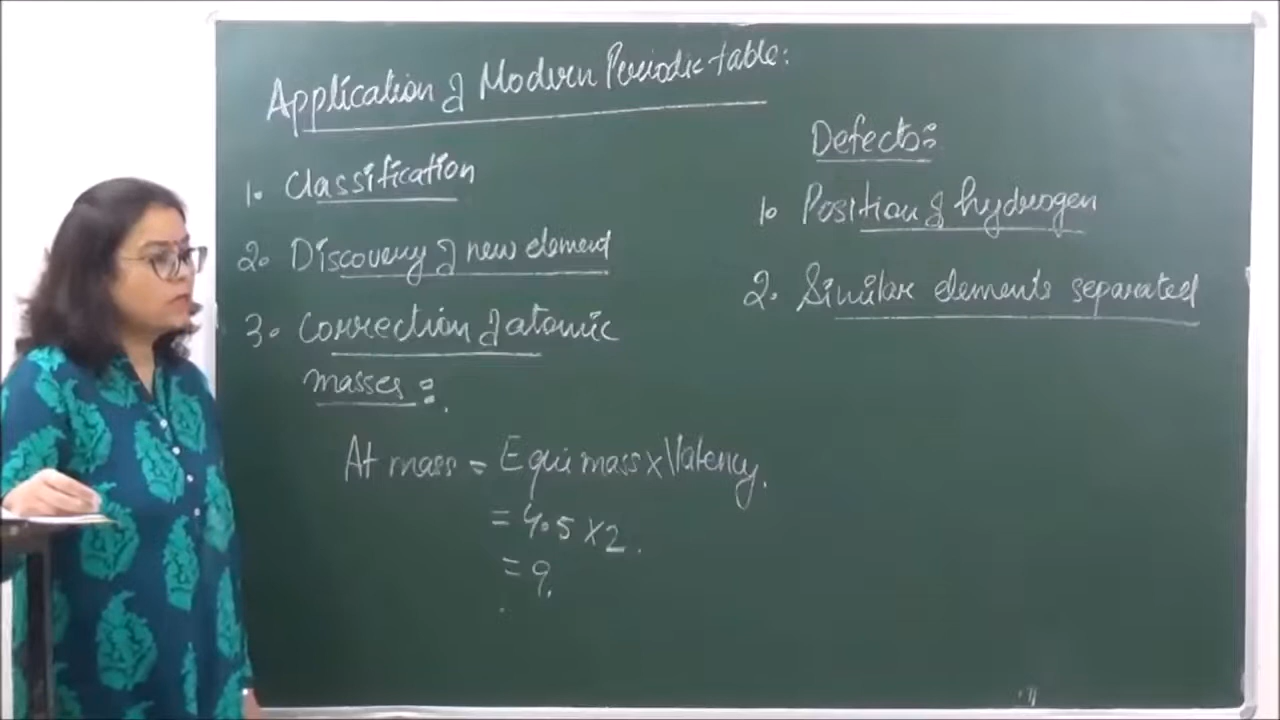 Application of Modern Periodic table:
1. Classification
2. Discovery of new element
3. Correction of atomic
masses :
At mass = Equi mass x Valency.
= 4.5 x 2.
= 9.
Defects:
1. Position of hydrogen
2. Similar elements separated